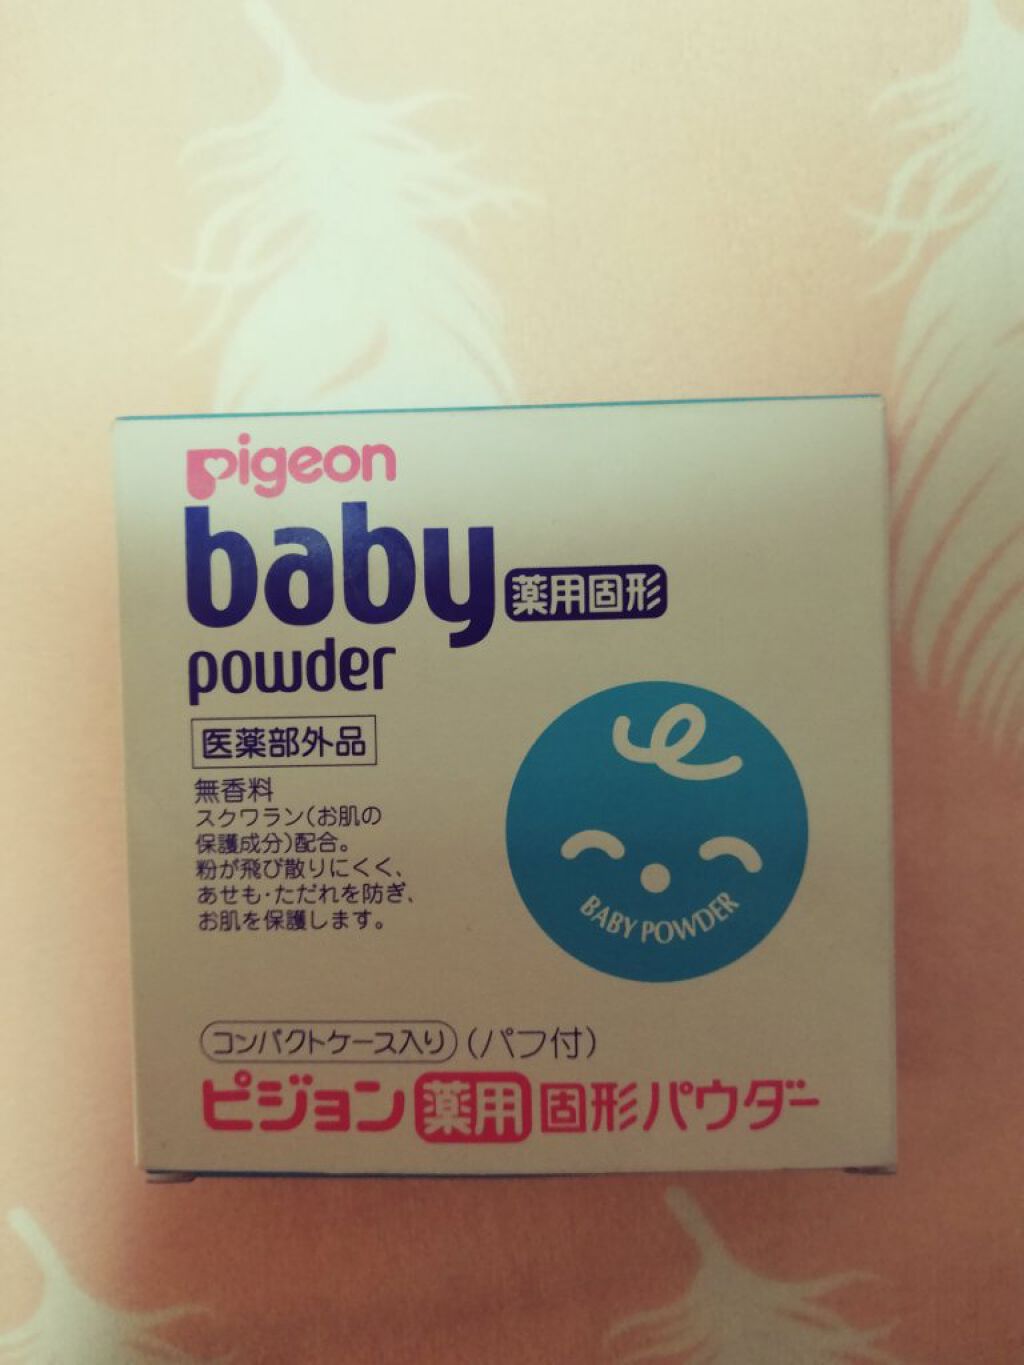 pigeon
baby 薬用固形
powder
医薬部外品
無香料
スクワラン(お肌の
保護成分)配合。
粉が飛び散りにくく、
あせも・ただれを防ぎ、
お肌を保護します。
BABY POWDER
コンパクトケース入り (パフ付)
ピジョン薬用固形パウダー